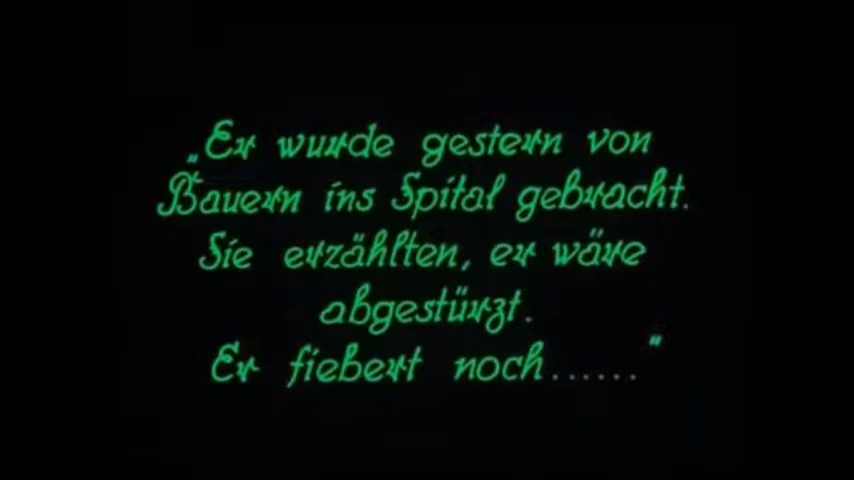 „Er wurde gestern von
Bauern ins Spital gebracht.
Sie erzählten, er wäre
abgestürzt.
Er fiebert noch......"